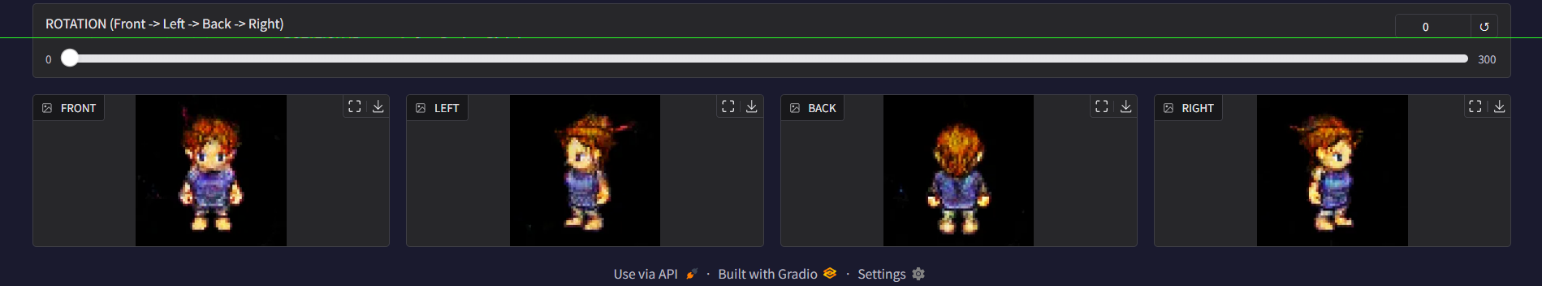 ROTATION (Front -> Left -> Back -> Right)
0
0
300
FRONT
LEFT
BACK
RIGHT
Use via API · Built with Gradio · Settings